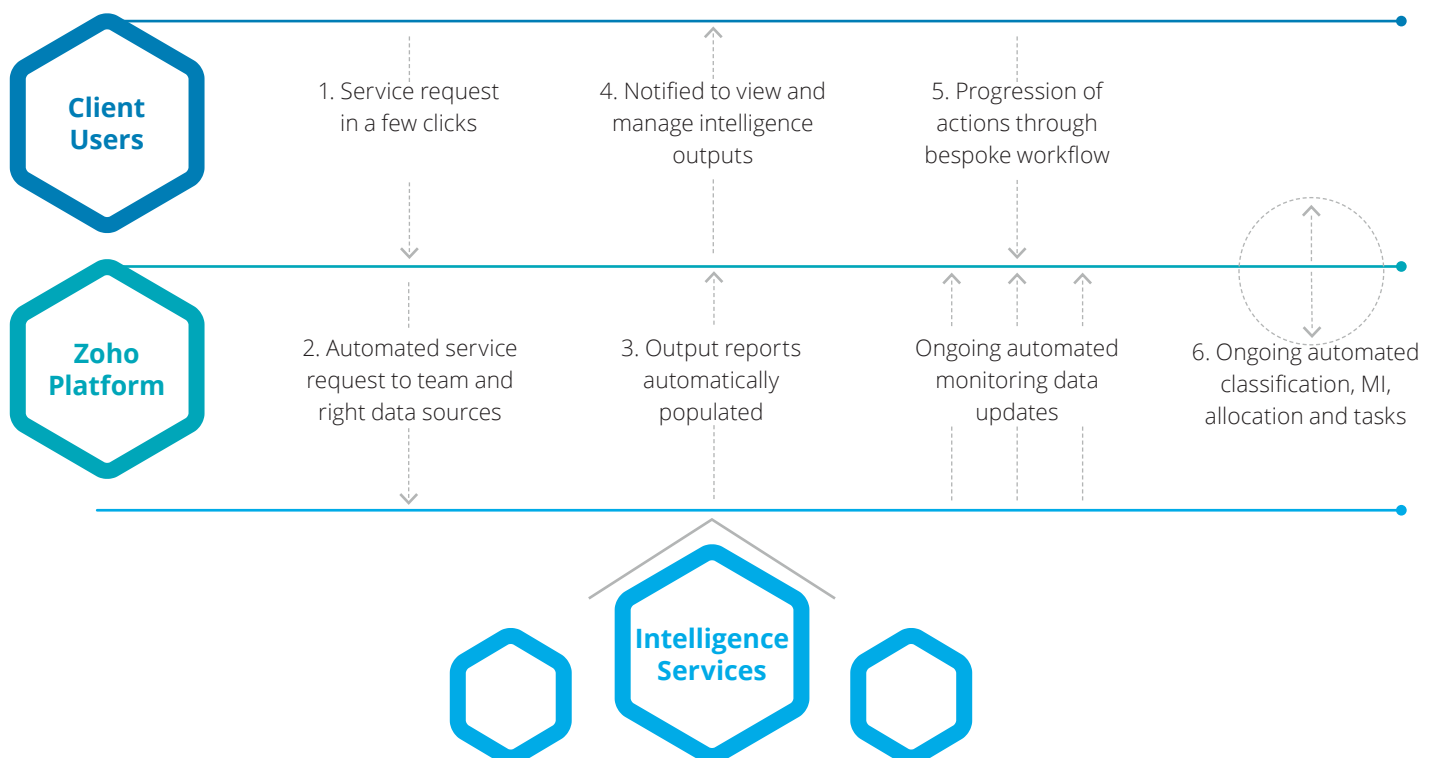 Client
Users
1. Service request
in a few clicks
4. Notified to view and
manage intelligence
outputs
5. Progression of
actions through
bespoke workflow
Zoho
Platform
2. Automated service
request to team and
right data sources
3. Output reports
automatically
populated
Ongoing automated
monitoring data
updates
6. Ongoing automated
classification, MI,
allocation and tasks
Intelligence
Services